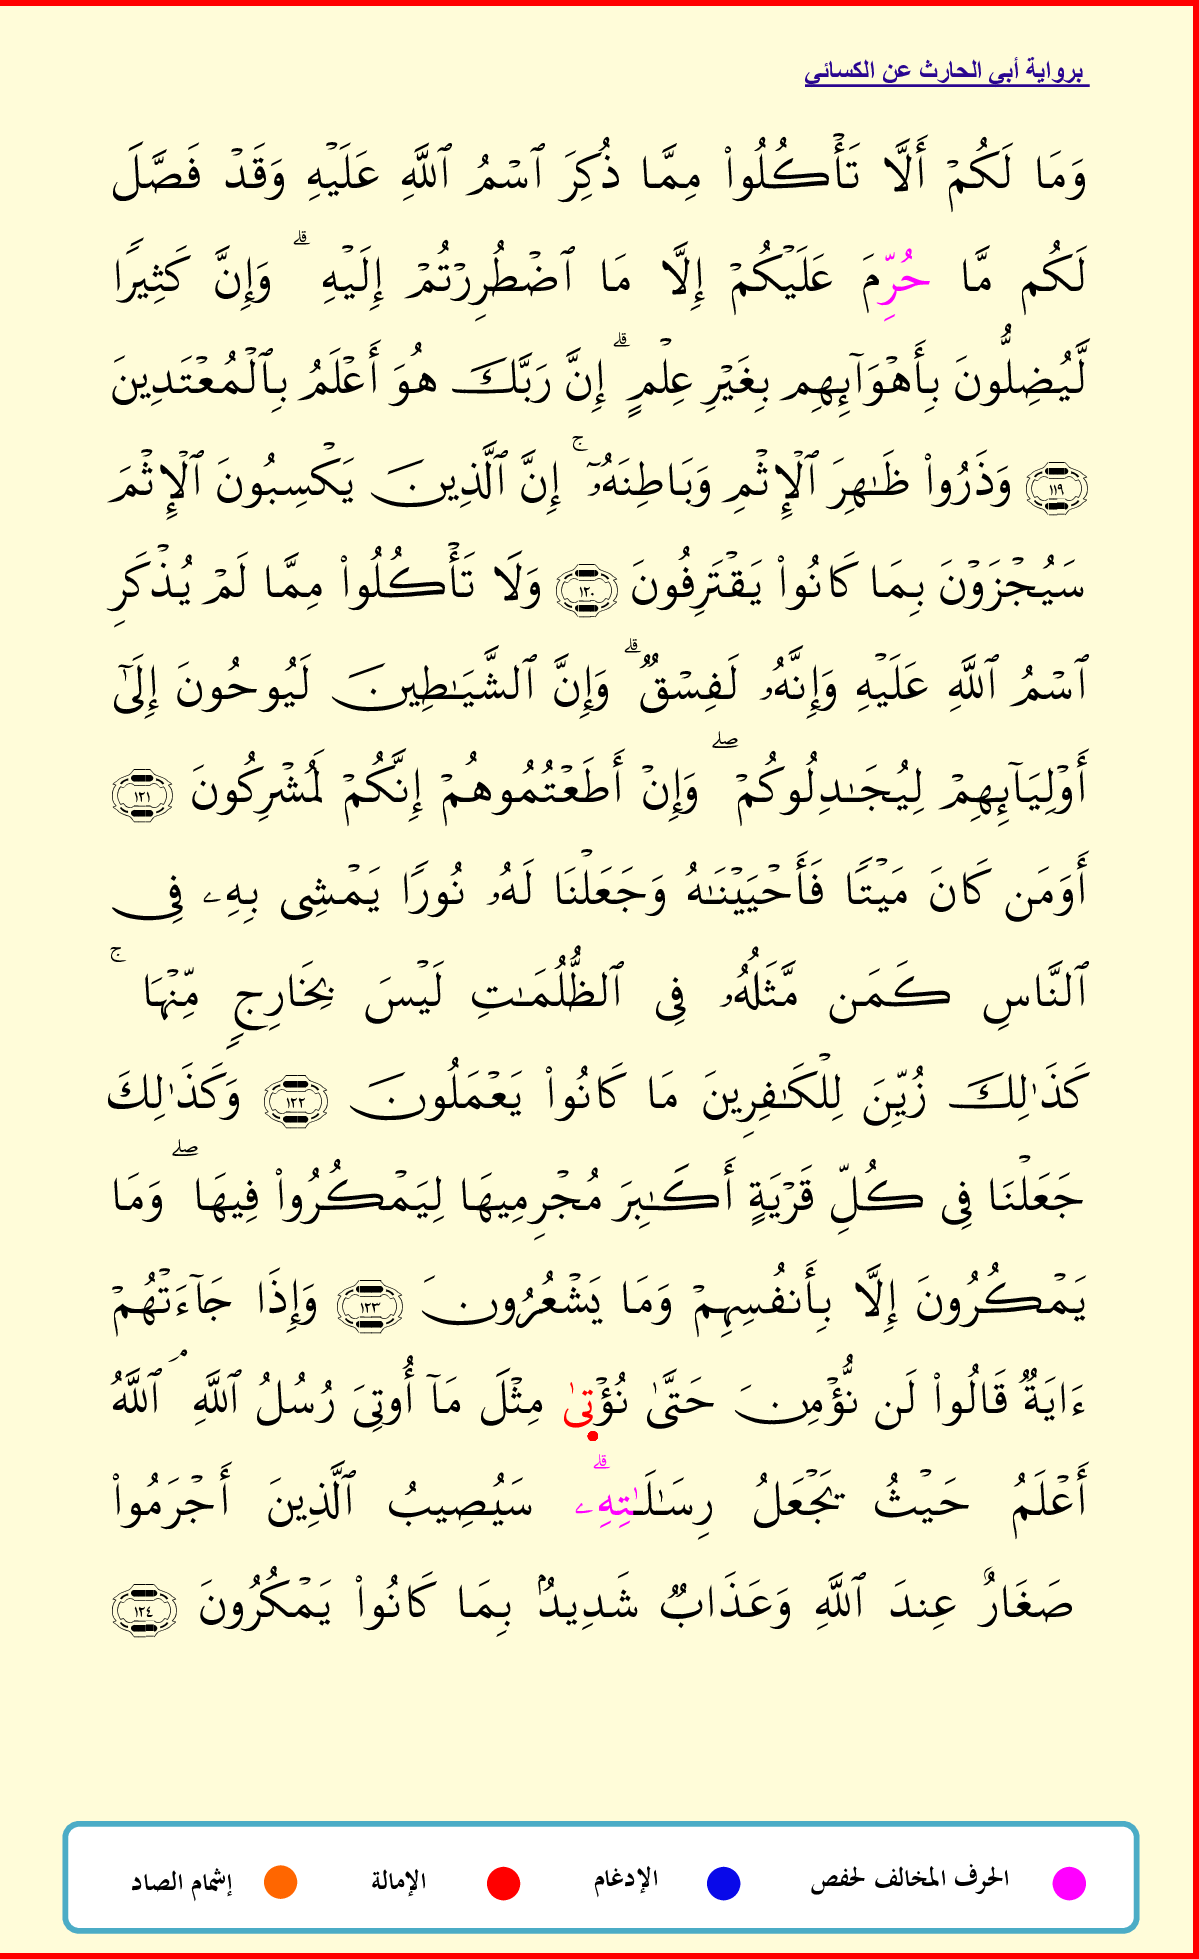 برواية أبي الحارث عن الكسائي
وَمَا لَكُمْ أَلَّا تَأْكُلُوا۟ مِمَّا ذُكِرَ ٱسْمُ ٱللَّهِ عَلَيْهِ وَقَدْ فَصَّلَ
لَكُم مَّا حُرِّمَ عَلَيْكُمْ إِلَّا مَا ٱضْطُرِرْتُمْ إِلَيْهِ ۗ وَإِنَّ كَثِيرًا
لَّيُضِلُّونَ بِأَهْوَآئِهِم بِغَيْرِ عِلْمٍ ۗ إِنَّ رَبَّكَ هُوَ أَعْلَمُ بِٱلْمُعْتَدِينَ
١١٩ وَذَرُوا۟ ظَـٰهِرَ ٱلْإِثْمِ وَبَاطِنَهُۥٓ ۚ إِنَّ ٱلَّذِينَ يَكْسِبُونَ ٱلْإِثْمَ
سَيُجْزَوْنَ بِمَا كَانُوا۟ يَقْتَرِفُونَ ١٢٠ وَلَا تَأْكُلُوا۟ مِمَّا لَمْ يُذْكَرِ
ٱسْمُ ٱللَّهِ عَلَيْهِ وَإِنَّهُۥ لَفِسْقٌ ۗ وَإِنَّ ٱلشَّيَـٰطِينَ لَيُوحُونَ إِلَىٰٓ
أَوْلِيَآئِهِمْ لِيُجَـٰدِلُوكُمْ ۖ وَإِنْ أَطَعْتُمُوهُمْ إِنَّكُمْ لَمُشْرِكُونَ ١٢١
أَوَمَن كَانَ مَيْتًا فَأَحْيَيْنَـٰهُ وَجَعَلْنَا لَهُۥ نُورًا يَمْشِى بِهِۦ فِى
ٱلنَّاسِ كَمَن مَّثَلُهُۥ فِى ٱلظُّلُمَـٰتِ لَيْسَ بِخَارِجٍ مِّنْهَا ۚ
كَذَٰلِكَ زُيِّنَ لِلْكَـٰفِرِينَ مَا كَانُوا۟ يَعْمَلُونَ ١٢٢ وَكَذَٰلِكَ
جَعَلْنَا فِى كُلِّ قَرْيَةٍ أَكَـٰبِرَ مُجْرِمِيهَا لِيَمْكُرُوا۟ فِيهَا ۖ وَمَا
يَمْكُرُونَ إِلَّا بِأَنفُسِهِمْ وَمَا يَشْعُرُونَ ١٢٣ وَإِذَا جَآءَتْهُمْ
ءَايَةٌ قَالُوا۟ لَن نُّؤْمِنَ حَتَّىٰ نُؤْتِىٰ مِثْلَ مَآ أُوتِىَ رُسُلُ ٱللَّهِ ۘ ٱللَّهُ
أَعْلَمُ حَيْثُ يَجْعَلُ رِسَـٰلَـٰتِهِۦ ۗ سَيُصِيبُ ٱلَّذِينَ أَجْرَمُوا۟
صَغَارٌ عِندَ ٱللَّهِ وَعَذَابٌ شَدِيدٌۢ بِمَا كَانُوا۟ يَمْكُرُونَ ١٢٤
الحرف المخالف لحفص الإدغام الإمالة إشمام الصاد